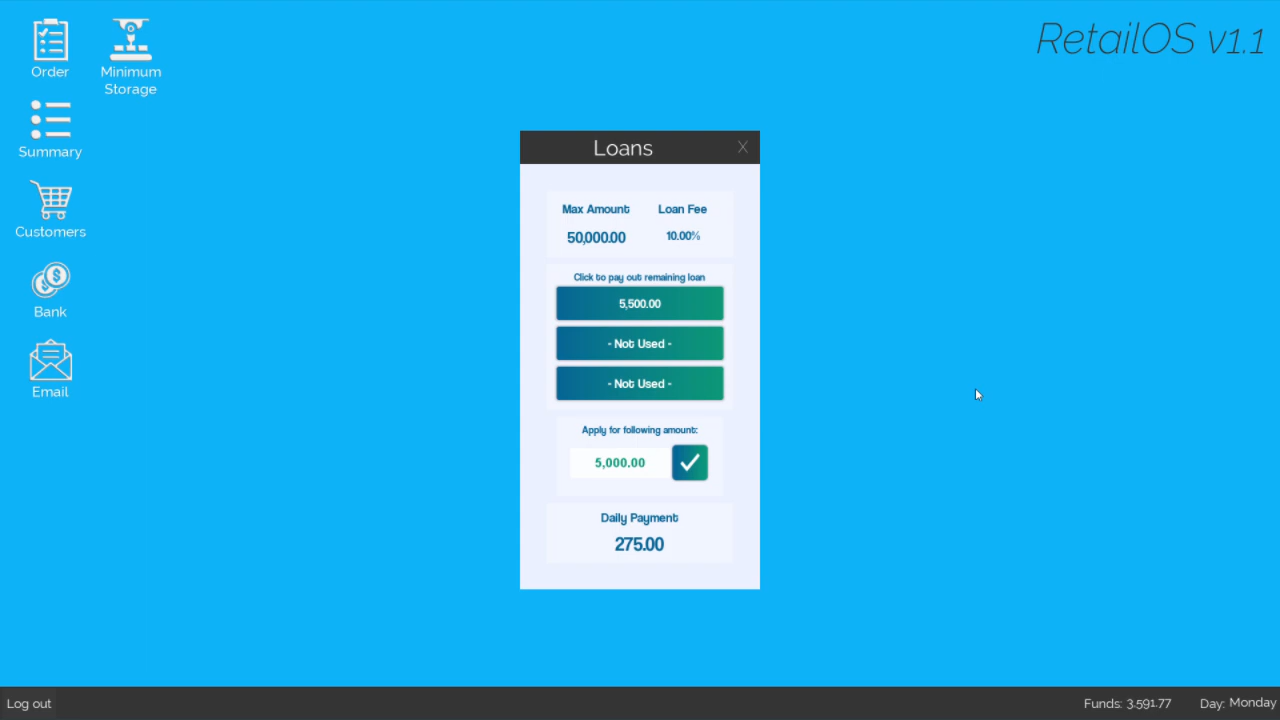 RetailOS v1.1
Order
Minimum
Storage
Summary
Customers
Bank
Email
Loans X
Max Amount Loan Fee
50,000.00 10.00%
Click to pay out remaining loan
5,500.00
- Not Used -
- Not Used -
Apply for following amount:
5,000.00
Daily Payment
275.00
Log out
Funds: 3,591.77 Day: Monday